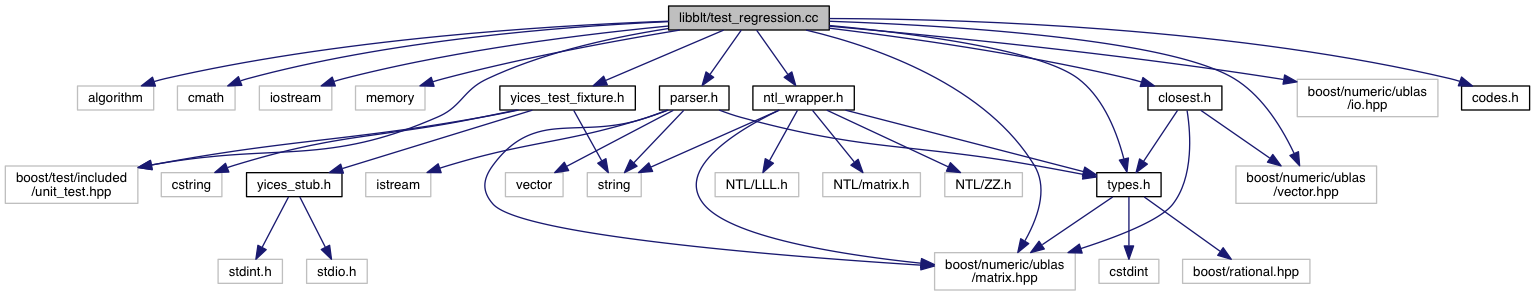 libblt/test_regression.cc
algorithm
cmath
iostream
memory
yices_test_fixture.h
parser.h
ntl_wrapper.h
closest.h
boost/numeric/ublas
/io.hpp
codes.h
boost/test/included
/unit_test.hpp
cstring
yices_stub.h
istream
vector
string
NTL/LLL.h
NTL/matrix.h
NTL/ZZ.h
types.h
boost/numeric/ublas
/vector.hpp
stdint.h
stdio.h
boost/numeric/ublas
/matrix.hpp
cstdint
boost/rational.hpp